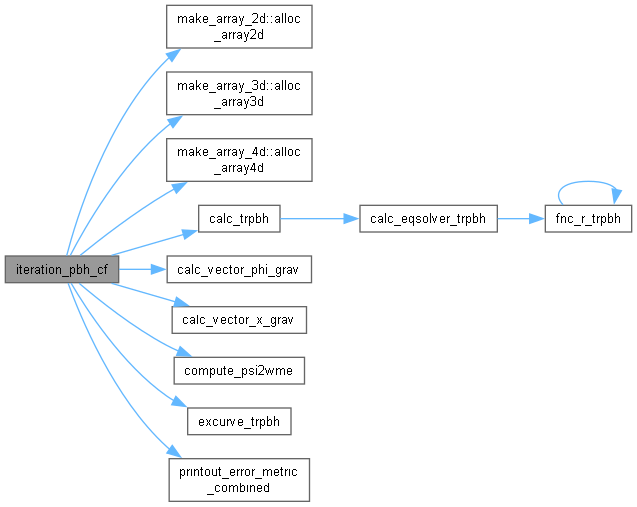 make_array_2d::alloc
_array2d
make_array_3d::alloc
_array3d
make_array_4d::alloc
_array4d
calc_trpbh
calc_eqsolver_trpbh
fnc_r_trpbh
iteration_pbh_cf
calc_vector_phi_grav
calc_vector_x_grav
compute_psi2wme
excurve_trpbh
printout_error_metric
_combined